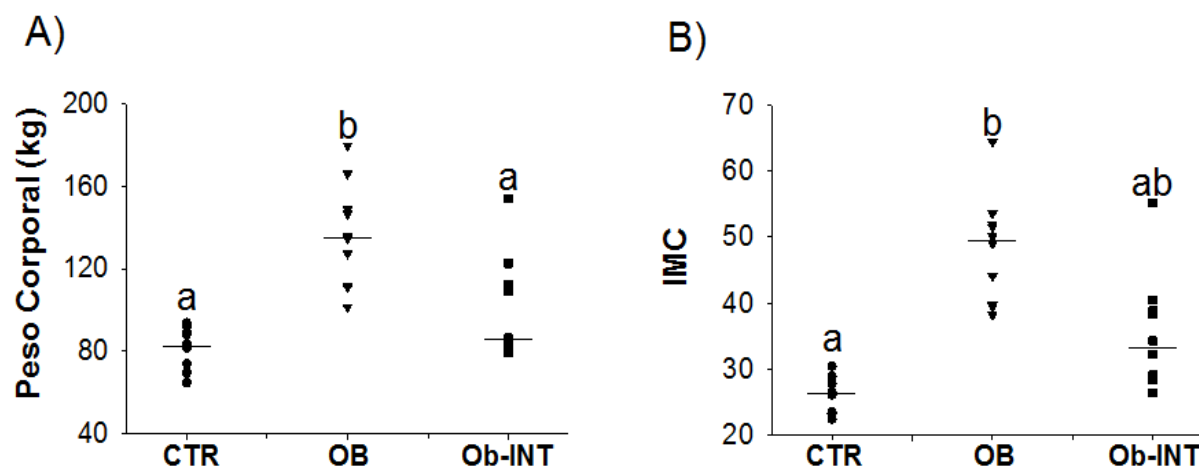 A)
Peso Corporal (kg)
200
160
120
80
40
a
b
a
CTR
OB
Ob-INT
B)
IMC
70
60
50
40
30
20
a
b
ab
CTR
OB
Ob-INT